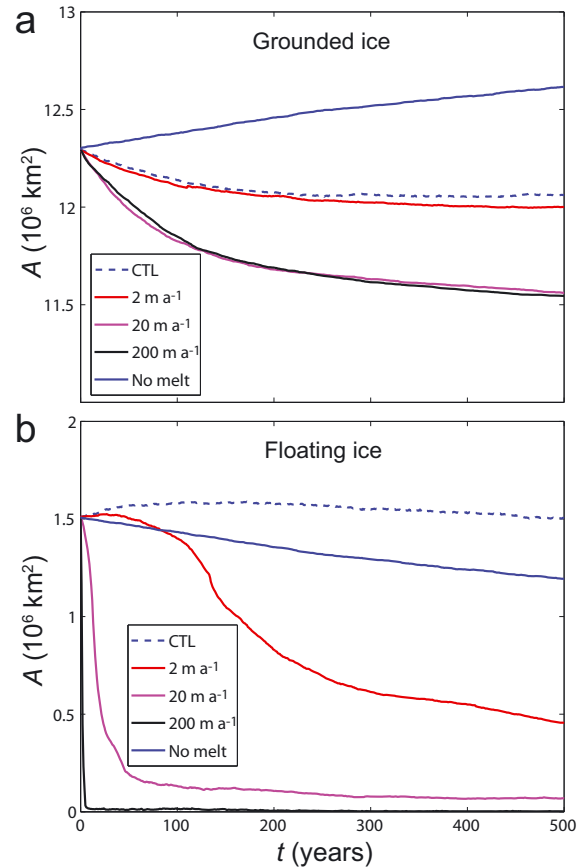 a
Grounded ice
13
12.5
12
11.5
A (10⁶ km²)
CTL
2 m a⁻¹
20 m a⁻¹
200 m a⁻¹
No melt
b
Floating ice
2
1.5
1
0.5
0
A (10⁶ km²)
CTL
2 m a⁻¹
20 m a⁻¹
200 m a⁻¹
No melt
0 100 200 300 400 500
t (years)